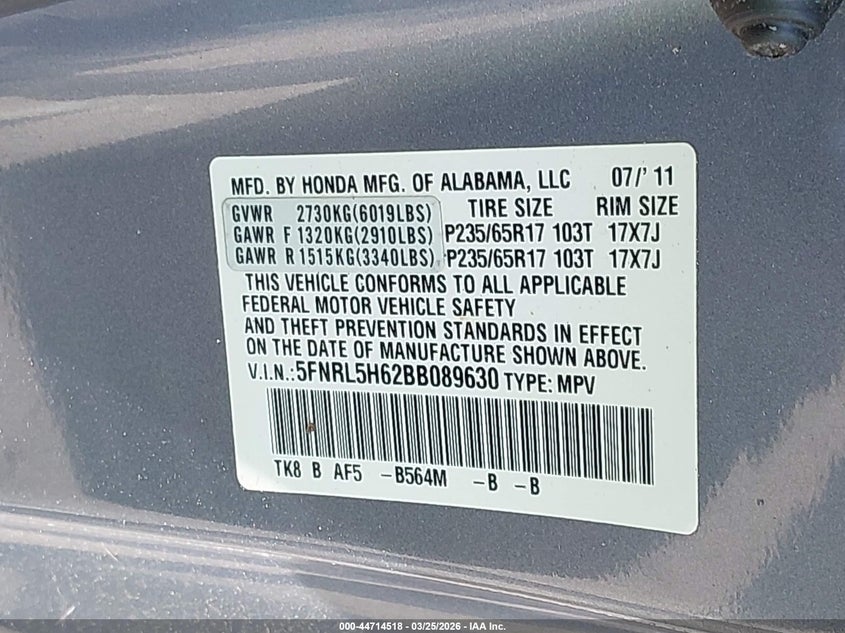 MFD. BY HONDA MFG. OF ALABAMA, LLC 07/' 11
GVWR 2730KG(6019LBS) TIRE SIZE RIM SIZE
GAWR F 1320KG(2910LBS) P235/65R17 103T 17X7J
GAWR R 1515KG(3340LBS) P235/65R17 103T 17X7J
THIS VEHICLE CONFORMS TO ALL APPLICABLE
FEDERAL MOTOR VEHICLE SAFETY
AND THEFT PREVENTION STANDARDS IN EFFECT
ON THE DATE OF MANUFACTURE SHOWN ABOVE.
V.I.N.:5FNRL5H62BB089630 TYPE: MPV
TK8 B AF5 -B564M -B -B
000-44714518 - 03/25/2026 - IAA Inc.